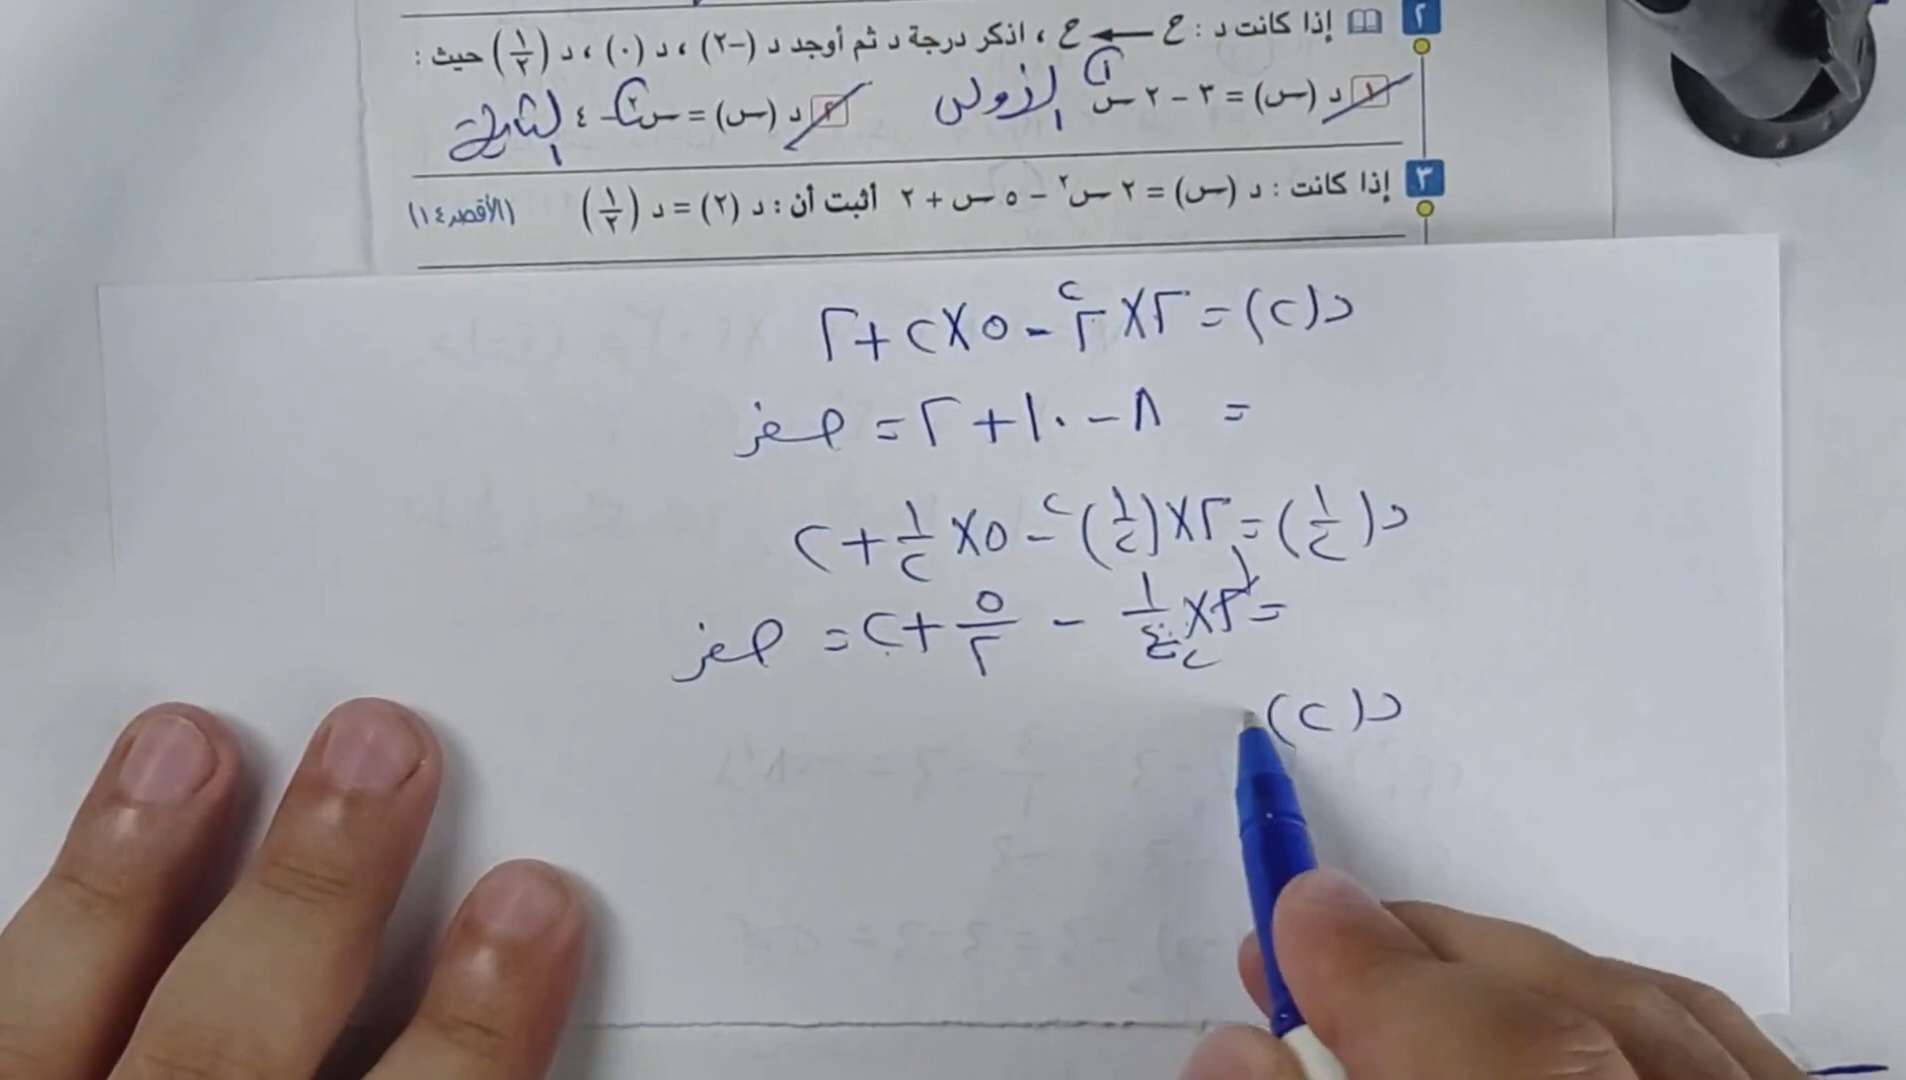 ٢ إذا كانت د : ح ← ح ، اذكر درجة د ثم أوجد د (−٢) ، د (٠) ، د (١/٢) حيث :
١ د (س) = ٣ − ٢ س١ الأولى ٢ د (س) = س٢ − ٤ الثانية
٣ إذا كانت : د (س) = ٢ س٢ − ٥ س + ٢ أثبت أن : د (٢) = د (١/٢) (الأقصر ١٤)
د(٢) = ٢×٢٢ − ٥×٢ + ٢
= ٨ − ١٠ + ٢ = صفر
د(١/٢) = ٢×(١/٢)٢ − ٥×١/٢ + ٢
= ٢×١/٤ − ٥/٢ + ٢ = صفر
د(٢)